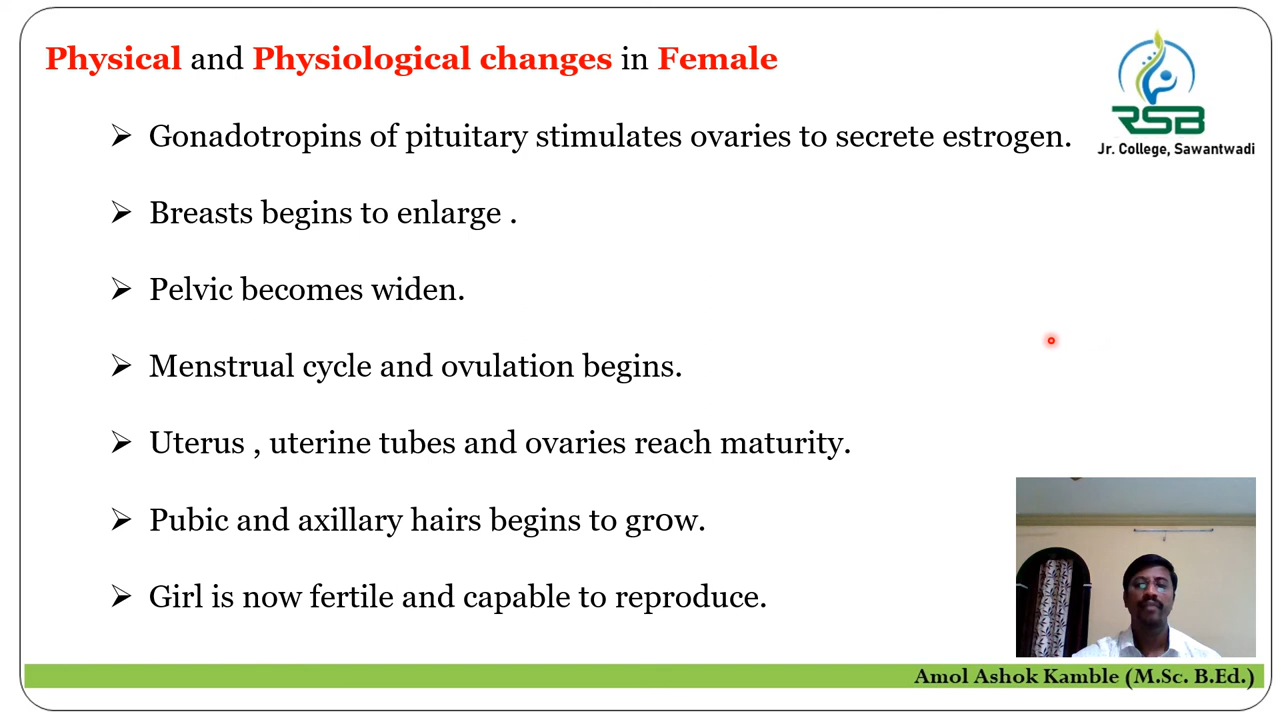 Physical and Physiological changes in Female
RSB
Jr. College, Sawantwadi
➢ Gonadotropins of pituitary stimulates ovaries to secrete estrogen.
➢ Breasts begins to enlarge .
➢ Pelvic becomes widen.
➢ Menstrual cycle and ovulation begins.
➢ Uterus , uterine tubes and ovaries reach maturity.
➢ Pubic and axillary hairs begins to grow.
➢ Girl is now fertile and capable to reproduce.
Amol Ashok Kamble (M.Sc. B.Ed.)